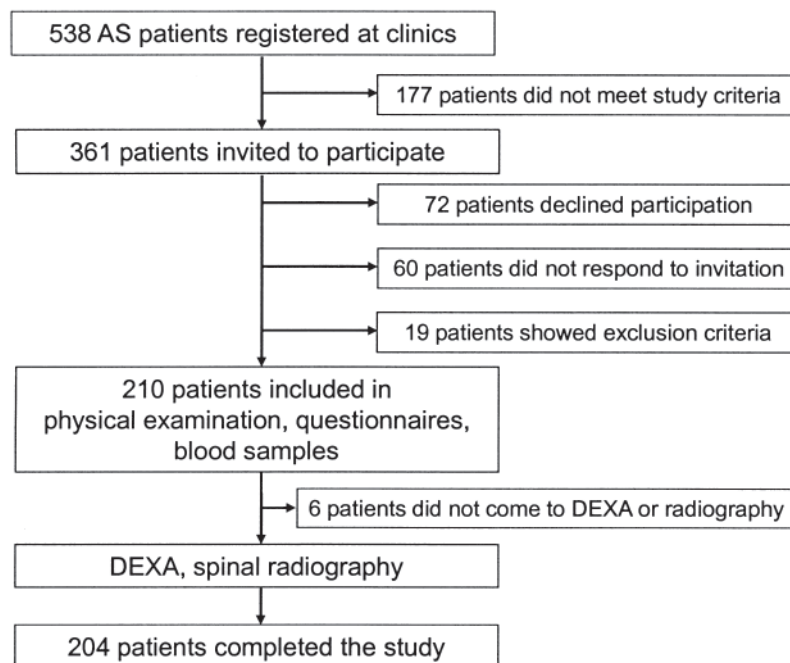 538 AS patients registered at clinics
177 patients did not meet study criteria
361 patients invited to participate
72 patients declined participation
60 patients did not respond to invitation
19 patients showed exclusion criteria
210 patients included in
physical examination, questionnaires,
blood samples
6 patients did not come to DEXA or radiography
DEXA, spinal radiography
204 patients completed the study